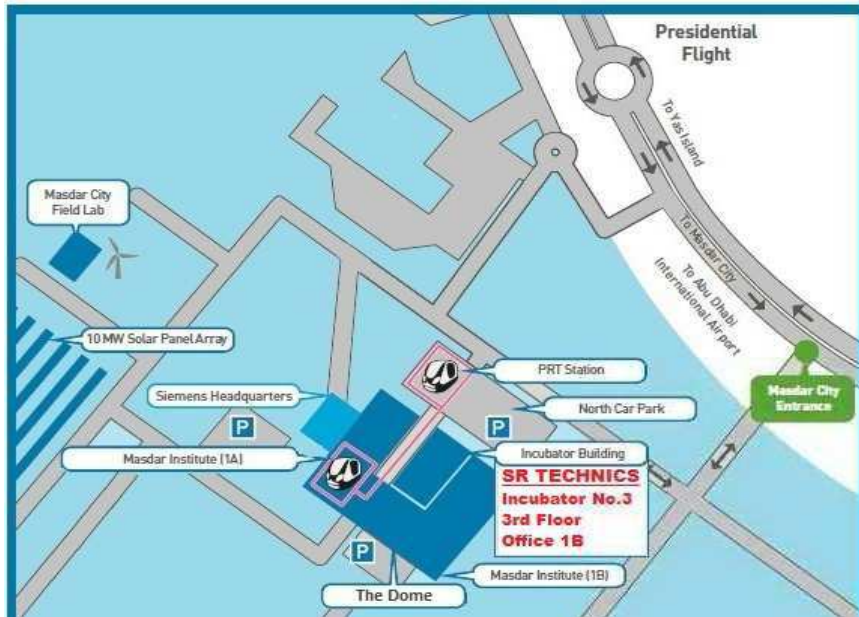 Presidential
Flight
To Yas Island
Masdar City
Field Lab
To Masdar City
To Abu Dhabi
International Airport
10 MW Solar Panel Array
PRT Station
Masdar City
Entrance
Siemens Headquarters
North Car Park
P
P
Masdar Institute (1A)
Incubator Building
SR TECHNICS
Incubator No.3
3rd Floor
Office 1B
P
Masdar Institute (1B)
The Dome